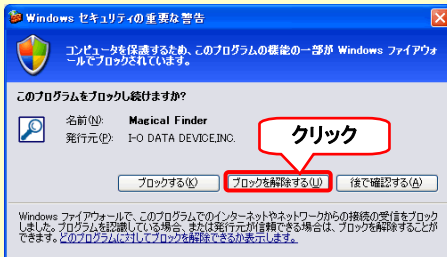 Windows セキュリティの重要な警告
コンピュータを保護するため、このプログラムの機能の一部が Windows ファイアウォ
ールでブロックされています。
このプログラムをブロックし続けますか?
名前(N): Magical Finder
発行元(P): I-O DATA DEVICE,INC.
クリック
ブロックする(K) ブロックを解除する(U) 後で確認する(A)
Windows ファイアウォールで、このプログラムでのインターネットやネットワークからの接続の受信をブロック
しました。プログラムを認識している場合、または発行元が信頼できる場合は、ブロックを解除することが
できます。どのプログラムに対してブロックを解除できるか表示します。